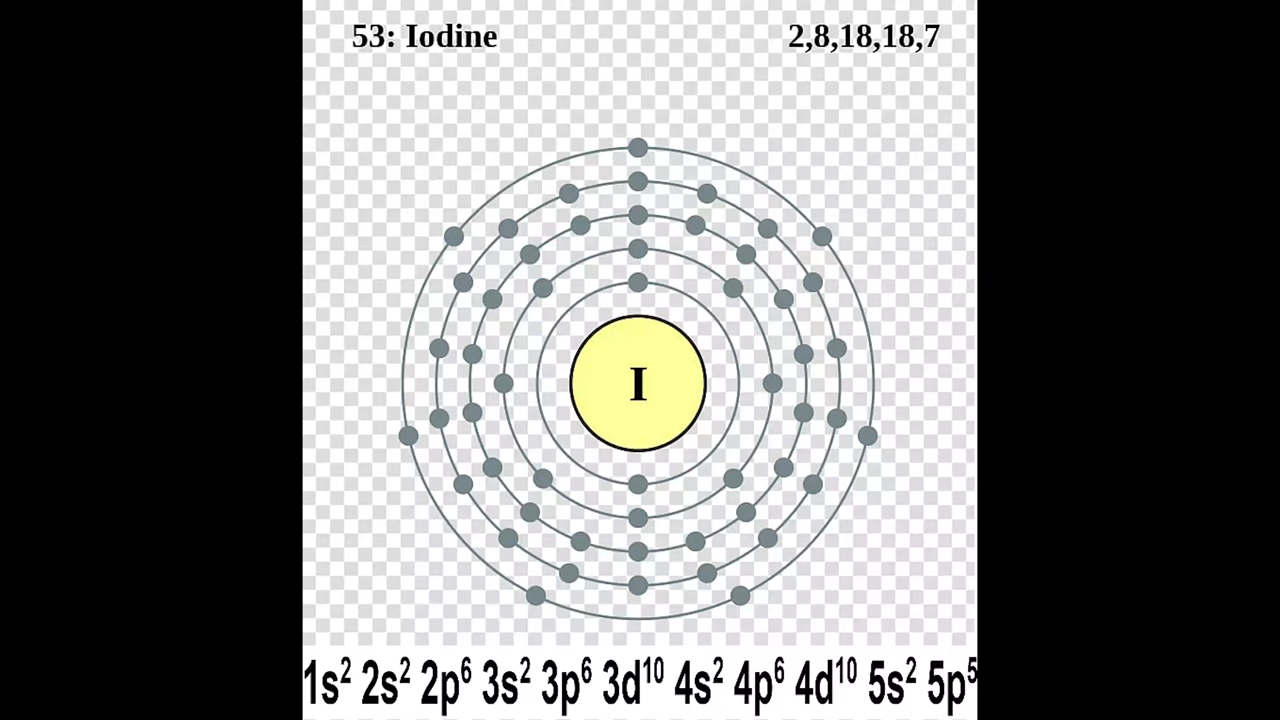 53: Iodine 2,8,18,18,7
I
1s² 2s² 2p⁶ 3s² 3p⁶ 3d¹⁰ 4s² 4p⁶ 4d¹⁰ 5s² 5p⁵